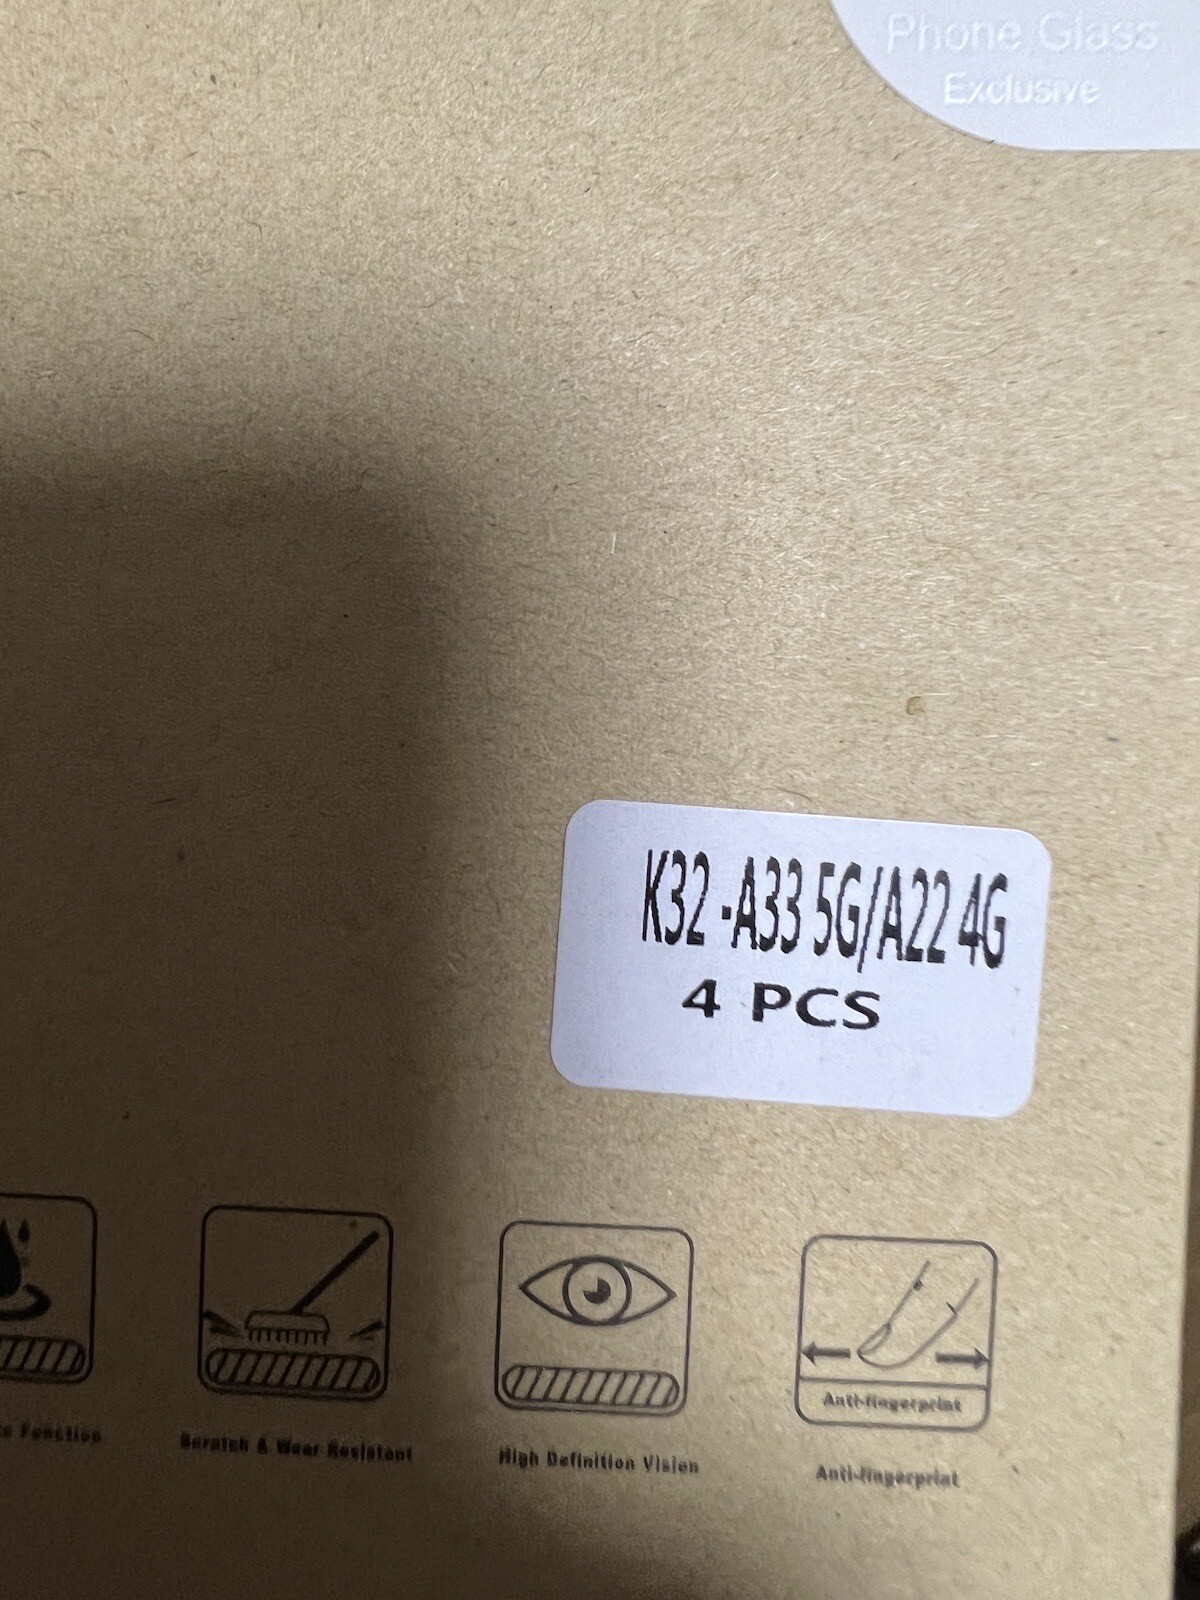 Phone Glass
Exclusive
K32 -A33 5G/A22 4G
4 PCS
Anti-fingerprint
Function
Scratch & Wear Resistant
High Definition Vision
Anti-fingerprint